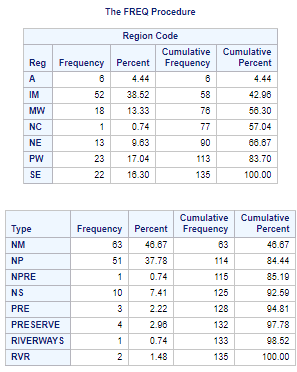 The FREQ Procedure
Region Code
Reg Frequency Percent Cumulative Frequency Cumulative Percent
A 6 4.44 6 4.44
IM 52 38.52 58 42.96
MW 18 13.33 76 56.30
NC 1 0.74 77 57.04
NE 13 9.63 90 66.67
PW 23 17.04 113 83.70
SE 22 16.30 135 100.00
Type Frequency Percent Cumulative Frequency Cumulative Percent
NM 63 46.67 63 46.67
NP 51 37.78 114 84.44
NPRE 1 0.74 115 85.19
NS 10 7.41 125 92.59
PRE 3 2.22 128 94.81
PRESERVE 4 2.96 132 97.78
RIVERWAYS 1 0.74 133 98.52
RVR 2 1.48 135 100.00